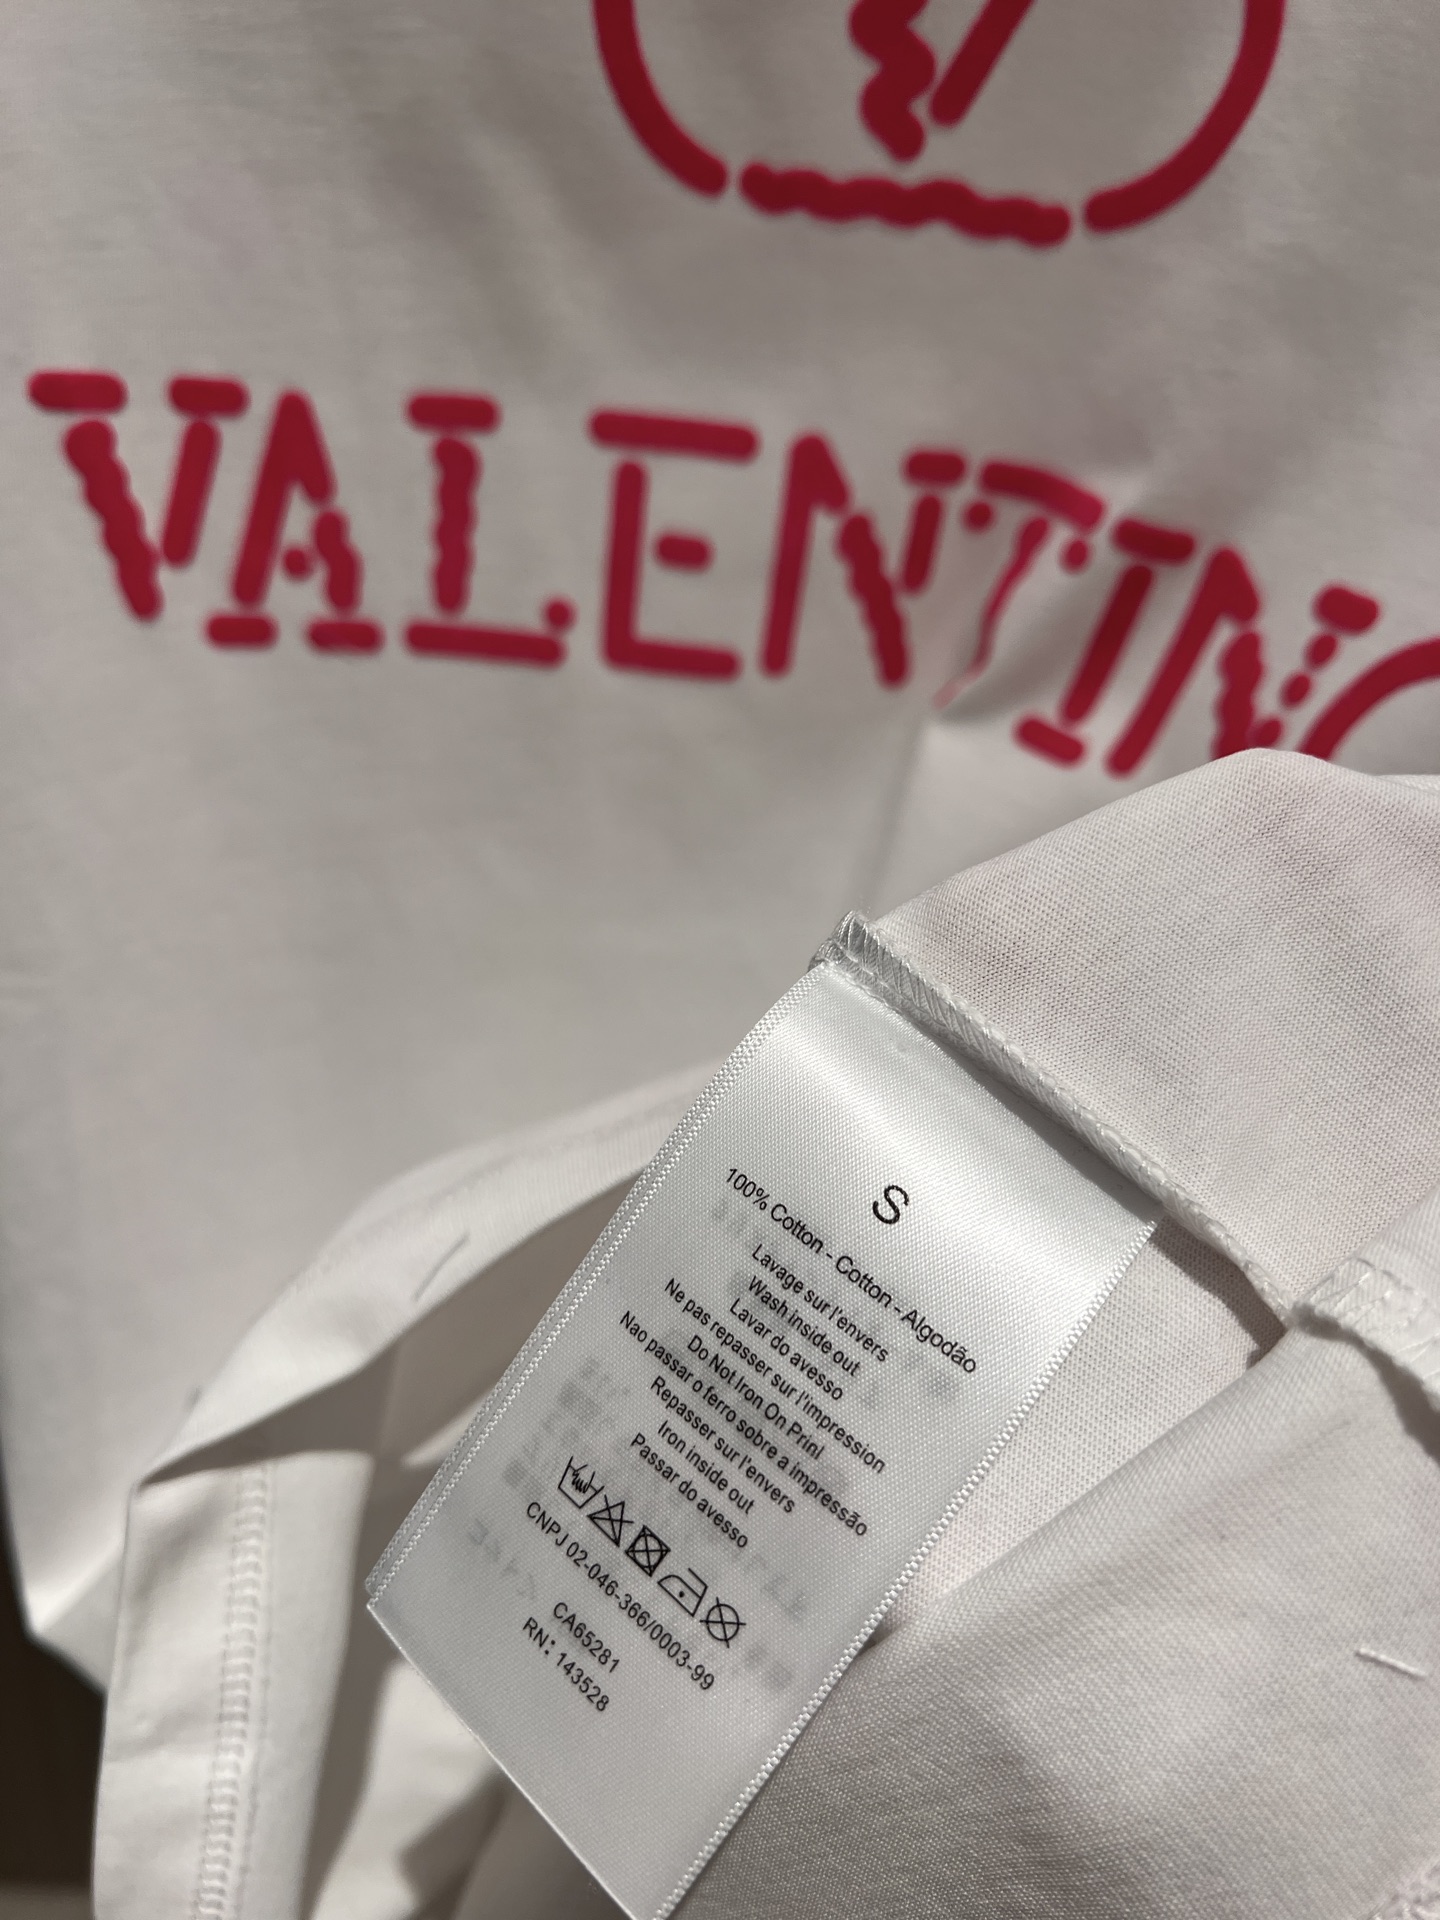 VALENTINO
S
100% Cotton - Cotton - Algodão
Lavage sur l'envers
Wash inside out
Lavar do avesso
Ne pas repasser sur l'impression
Do Not Iron On Prinl
Nao passar o ferro sobre a impressão
Repasser sur l'envers
Iron inside out
Passar do avesso
CNPJ 02-046-366/0003-99
CA65281
RN: 143528